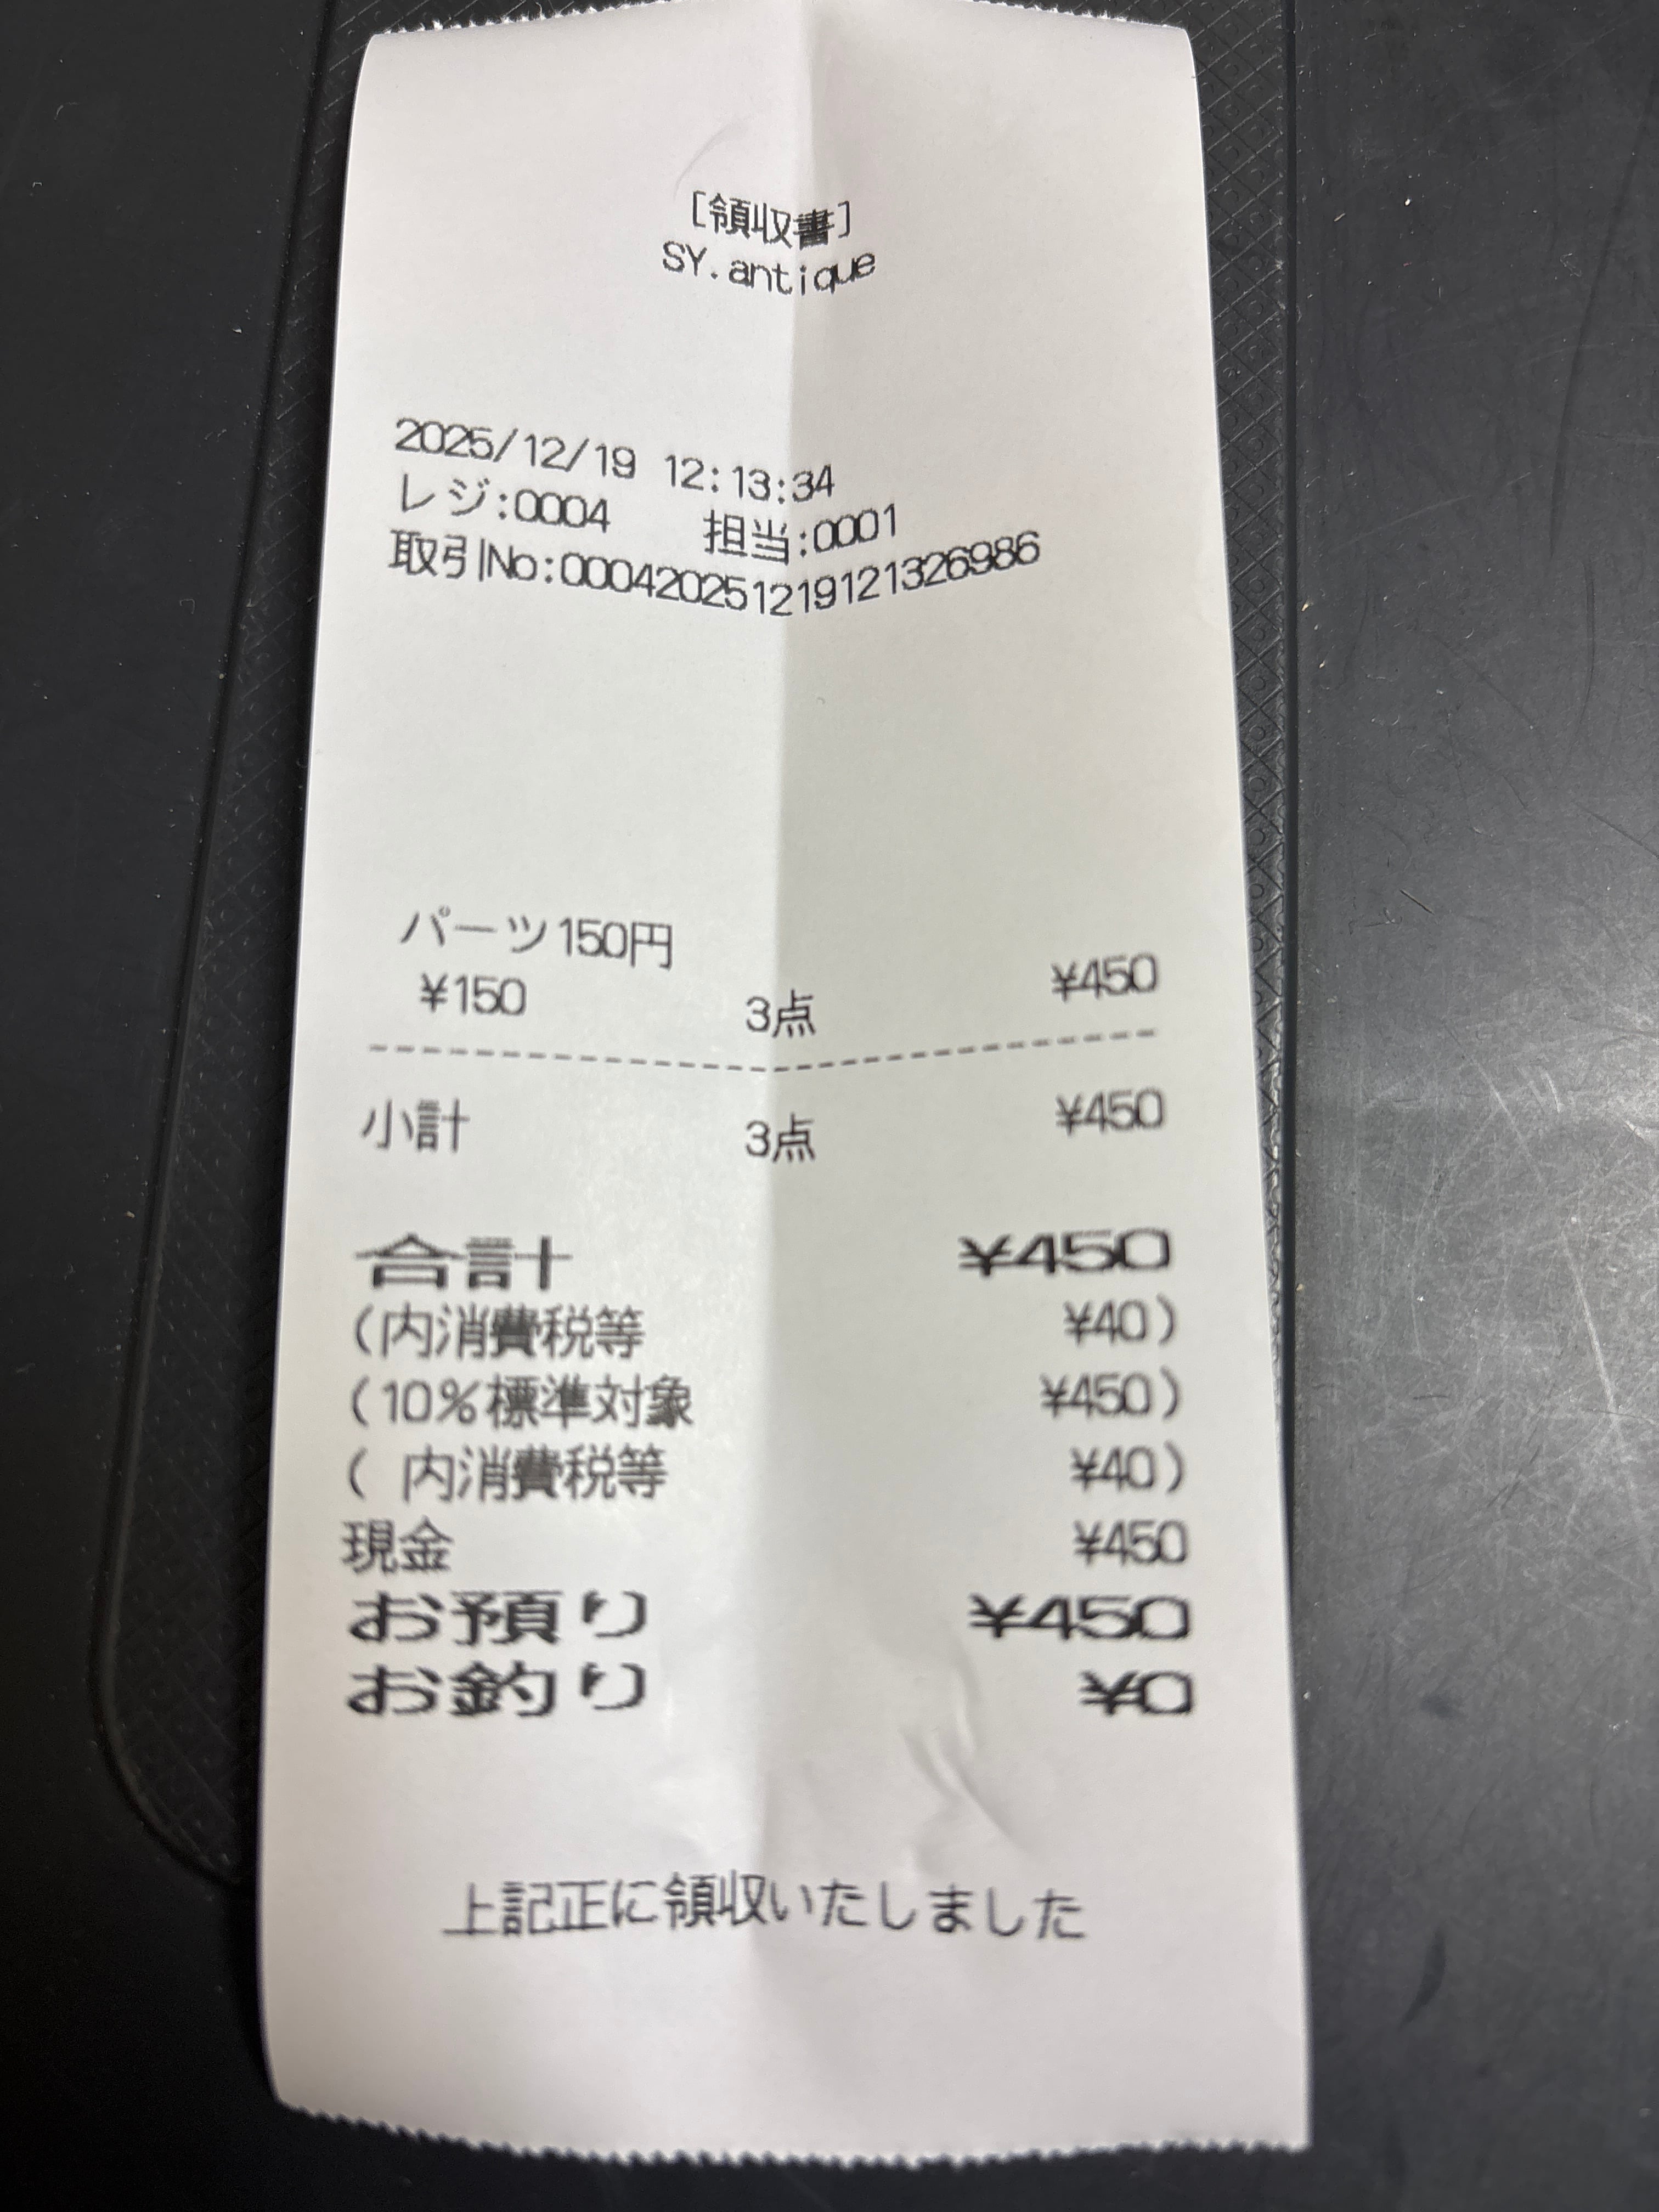 [領収書]
SY.antique
2025/12/19 12:13:34
レジ:0004 担当:0001
取引No:000420251219121326986
パーツ150円
¥150 3点 ¥450
小計 3点 ¥450
合計 ¥450
(内消費税等 ¥40)
(10%標準対象 ¥450)
( 内消費税等 ¥40)
現金 ¥450
お預り ¥450
お釣り ¥0
上記正に領収いたしました